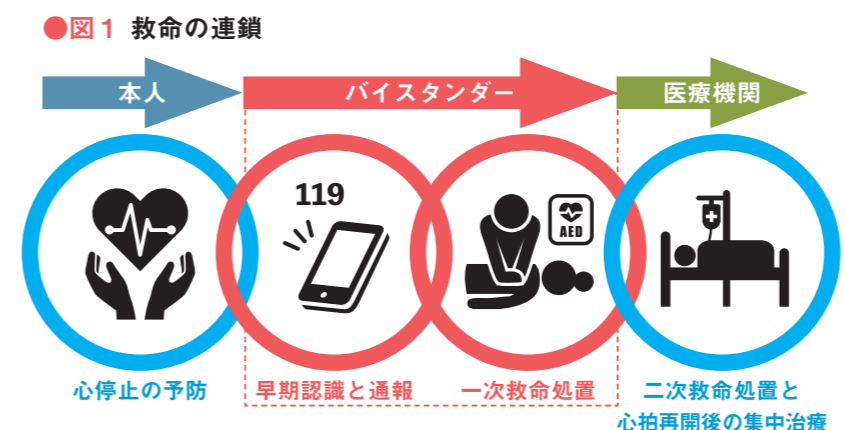 ●図1 救命の連鎖
本人
バイスタンダー
医療機関
119
AED
心停止の予防
早期認識と通報
一次救命処置
二次救命処置と
心拍再開後の集中治療